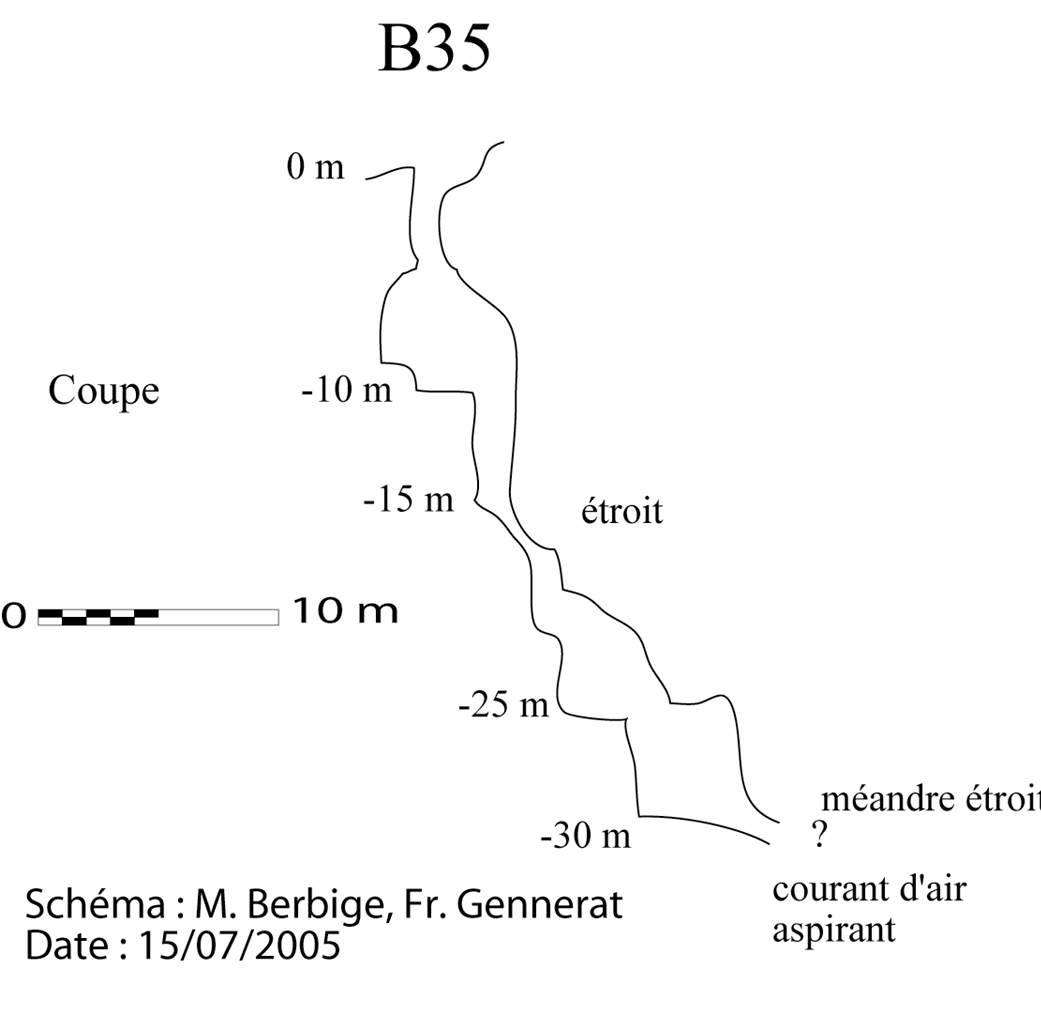 B35
0 m
Coupe
-10 m
-15 m
étroit
0 10 m
-25 m
méandre étroit
?
-30 m
courant d'air
aspirant
Schéma : M. Berbige, Fr. Gennerat
Date : 15/07/2005